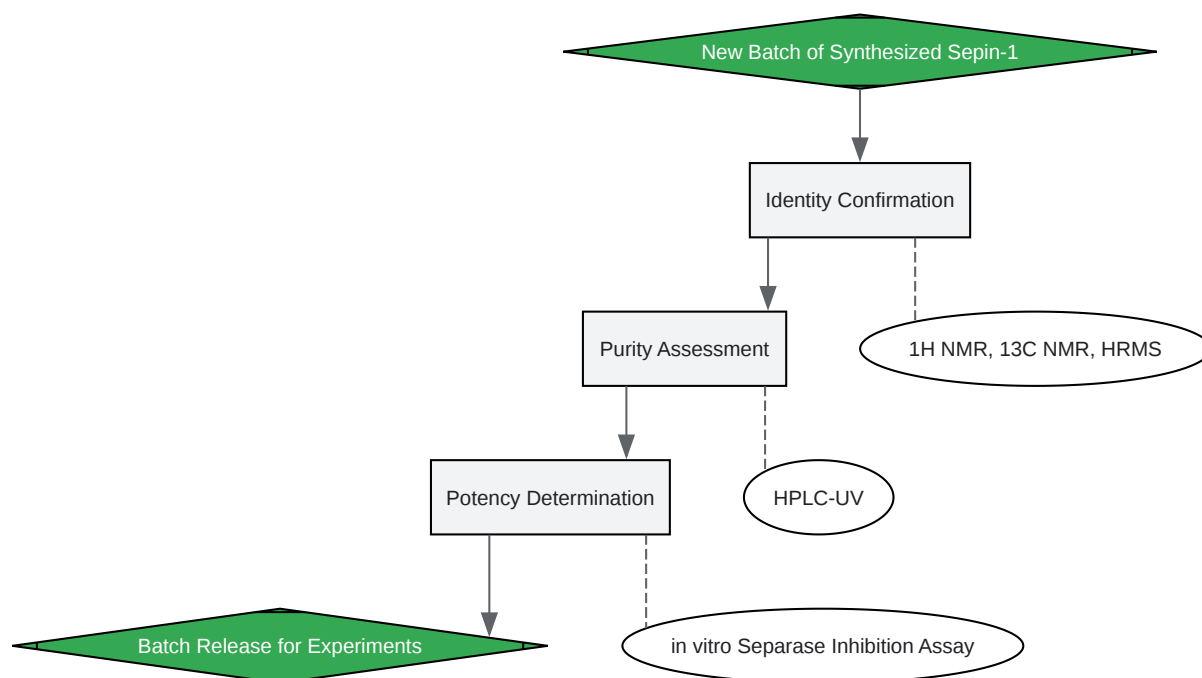 New Batch of Synthesized Sepin-1
Identity Confirmation
Purity Assessment
1H NMR, 13C NMR, HRMS
Potency Determination
HPLC-UV
Batch Release for Experiments
in vitro Separase Inhibition Assay